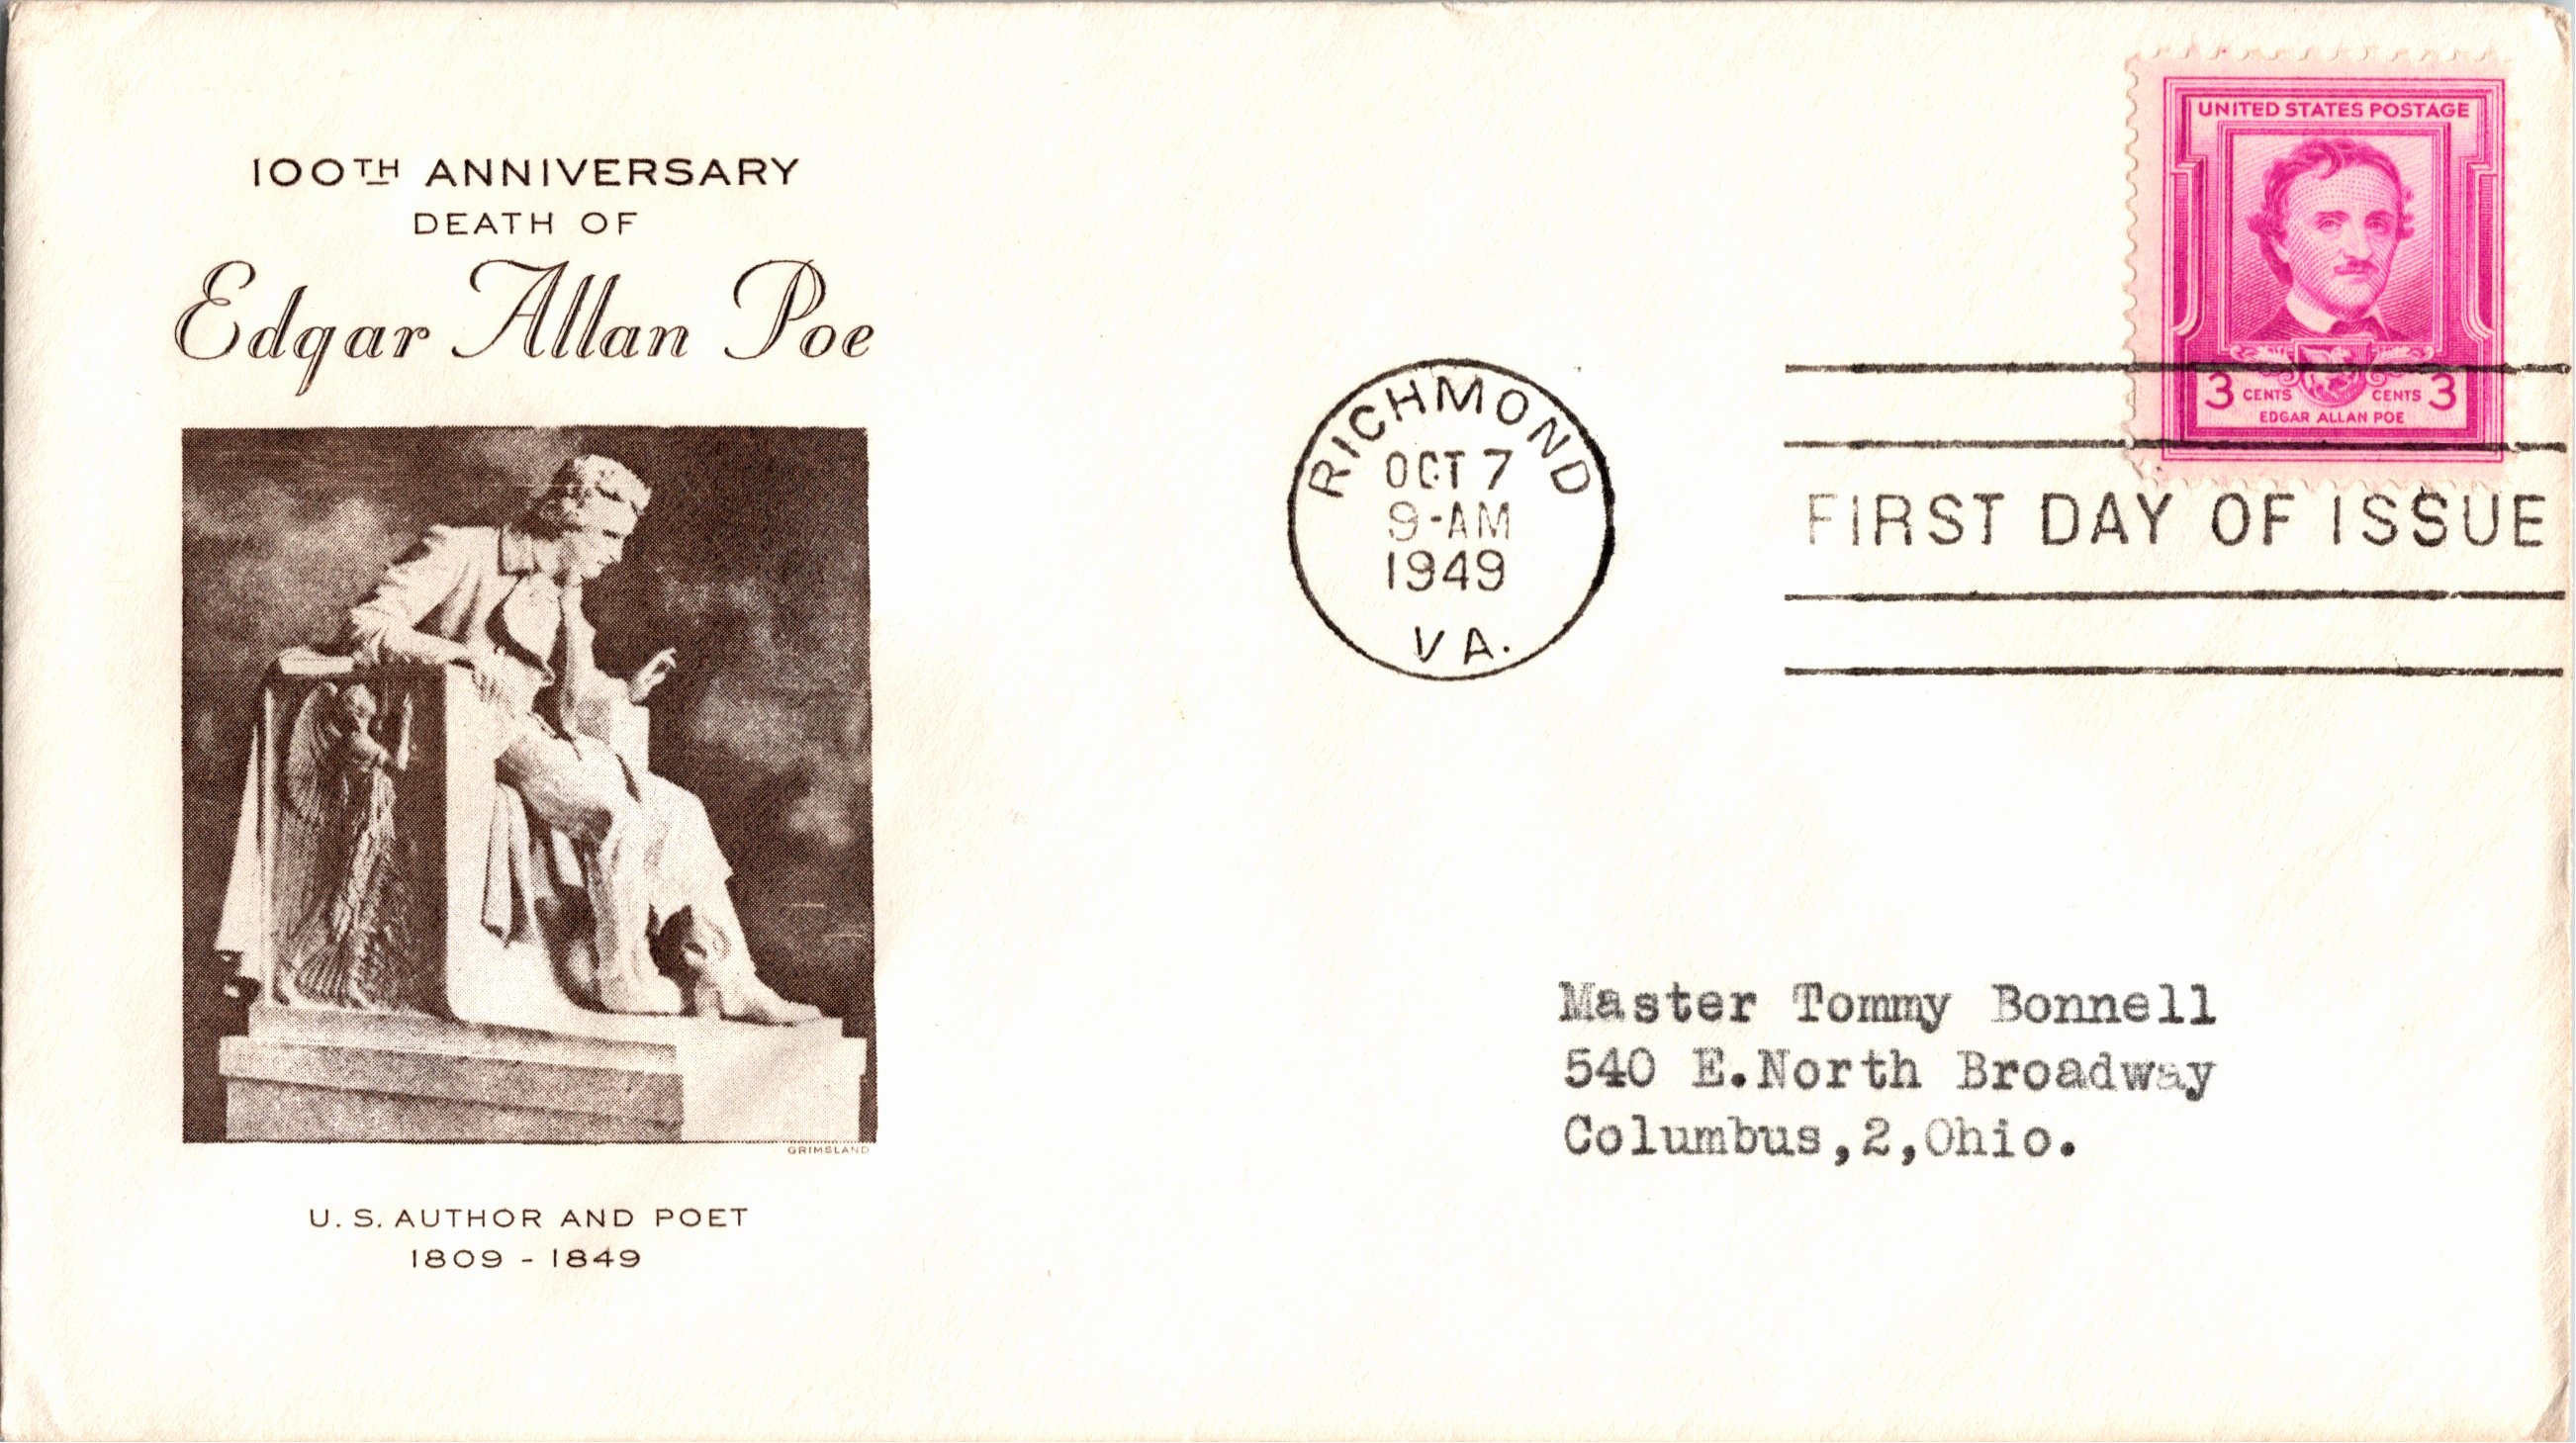 100TH ANNIVERSARY
DEATH OF
Edgar Allan Poe
GRIMSLAND
U. S. AUTHOR AND POET
1809 - 1849
RICHMOND
OCT 7
9-AM
1949
VA.
UNITED STATES POSTAGE
3 CENTS CENTS 3
EDGAR ALLAN POE
FIRST DAY OF ISSUE
Master Tommy Bonnell
540 E.North Broadway
Columbus,2,Ohio.